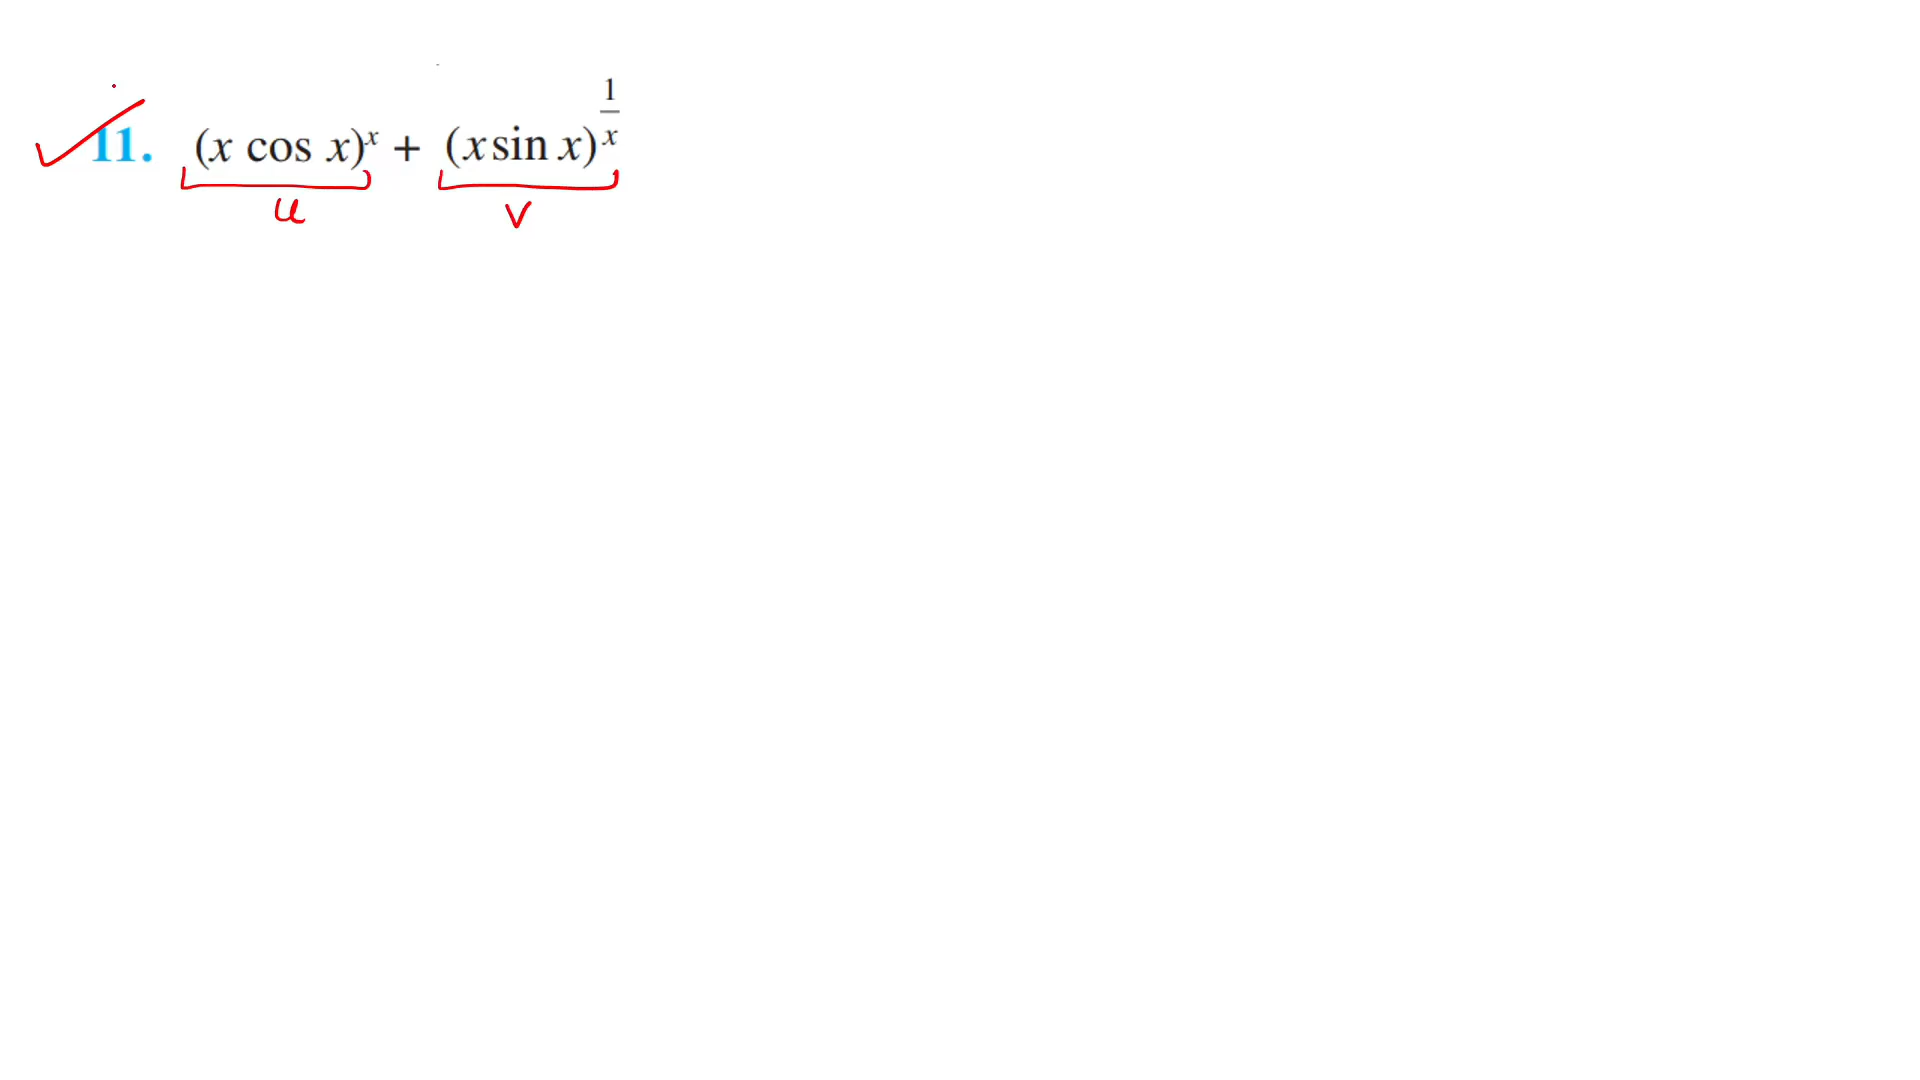 11. (x cos x)^x + (x sin x)^{1/x}
u v